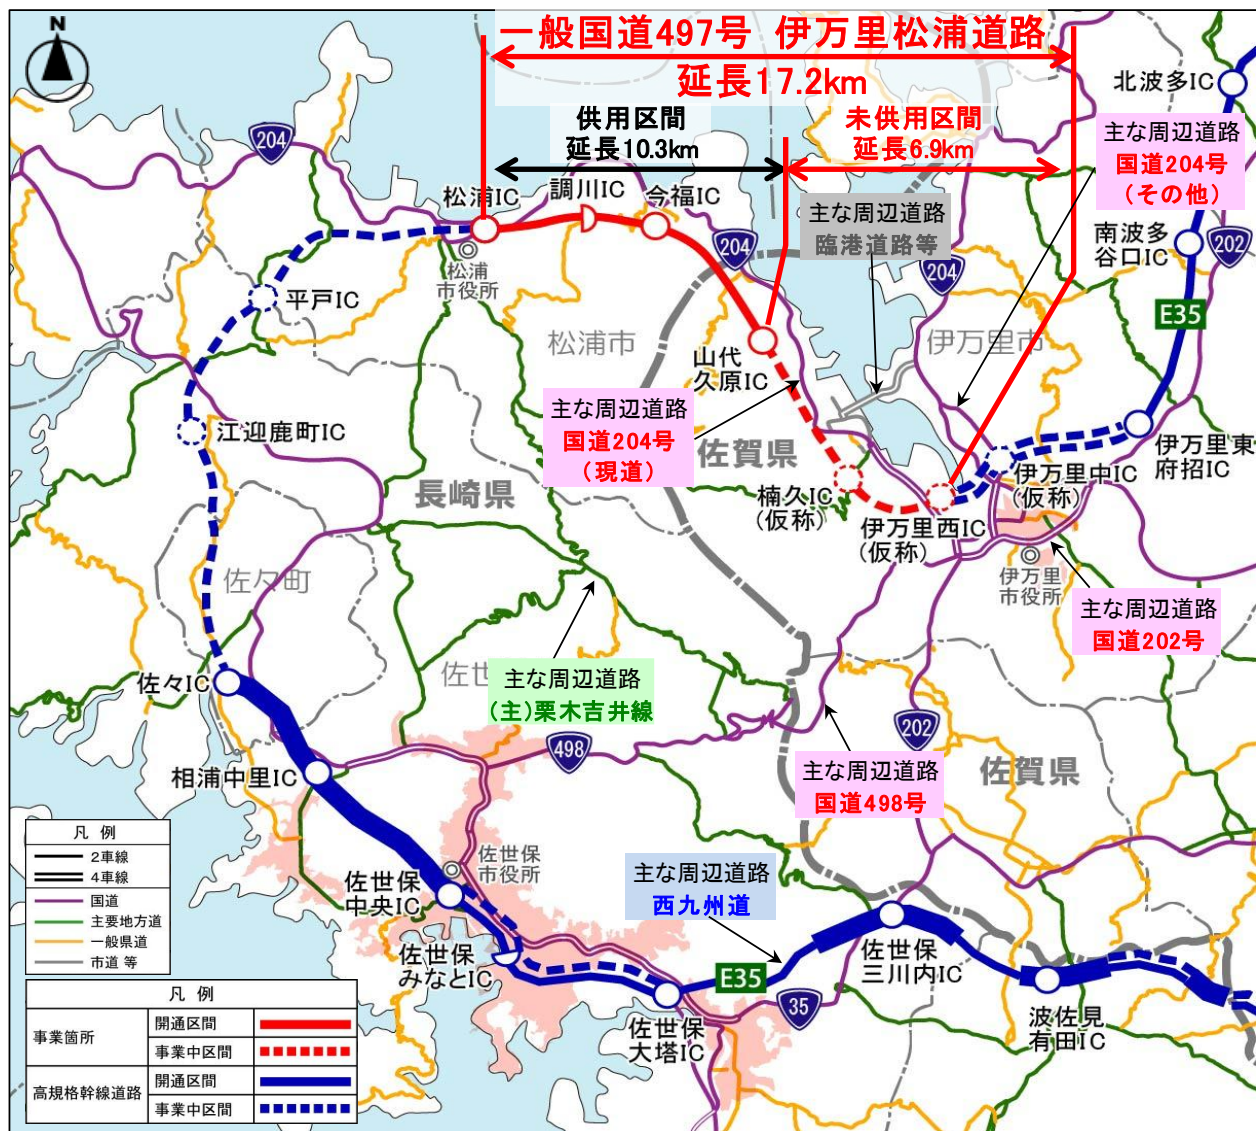 N
一般国道497号 伊万里松浦道路
延長17.2km
供用区間
延長10.3km
未供用区間
延長6.9km
北波多IC
主な周辺道路
国道204号
(その他)
204
松浦IC
調川IC
今福IC
主な周辺道路
臨港道路等
204
204
南波多
谷口IC
202
松浦
市役所
平戸IC
E35
松浦市
伊万里市
山代
久原IC
主な周辺道路
国道204号
(現道)
江迎鹿町IC
佐賀県
長崎県
伊万里東
府招IC
伊万里中IC
(仮称)
楠久IC
(仮称)
伊万里西IC
(仮称)
伊万里
市役所
佐々町
主な周辺道路
国道202号
佐々IC
佐世
主な周辺道路
(主)栗木吉井線
498
202
相浦中里IC
主な周辺道路
国道498号
佐賀県
凡 例
2車線
4車線
国道
主要地方道
一般県道
市道 等
佐世保
市役所
佐世保
中央IC
主な周辺道路
西九州道
佐世保
みなとIC
佐世保
三川内IC
E35
35
佐世保
大塔IC
波佐見
有田IC
凡 例
事業箇所
開通区間
事業中区間
高規格幹線道路
開通区間
事業中区間